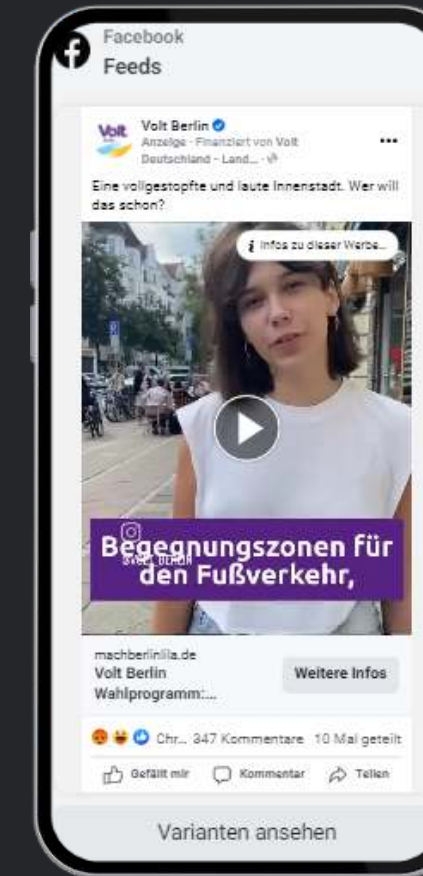 Facebook
Feeds
Volt
Volt Berlin
Anzeige · Finanziert von Volt
Deutschland - Land... ·
Eine vollgestopfte und laute Innenstadt. Wer will
das schon?
Infos zu dieser Werbe...
Begegnungszonen für
den Fußverkehr,
machberlinlila.de
Volt Berlin
Wahlprogramm:...
Weitere Infos
Chr... 347 Kommentare 10 Mal geteilt
Gefällt mir Kommentar Teilen
Varianten ansehen